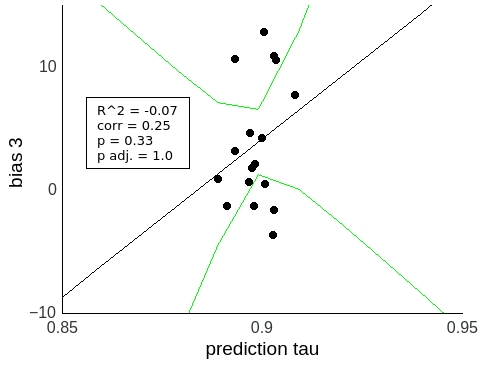 10
R^2 = -0.07
corr = 0.25
p = 0.33
p adj. = 1.0
bias 3
0
−10
0.85
0.9
0.95
prediction tau